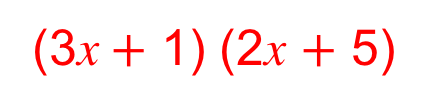 (3x + 1) (2x + 5)